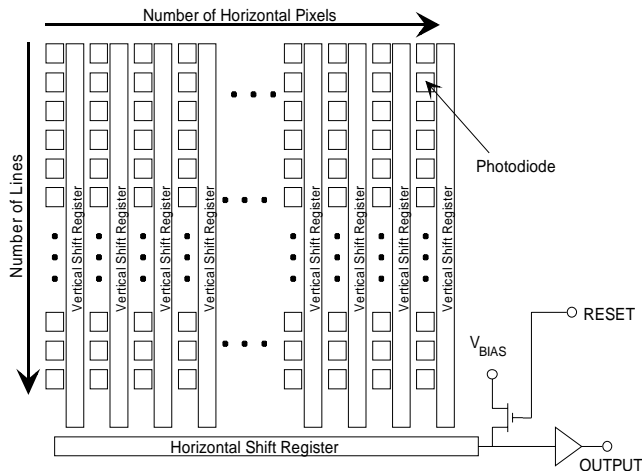 Number of Horizontal Pixels
Number of Lines
Photodiode
Vertical Shift Register
Vertical Shift Register
Vertical Shift Register
Vertical Shift Register
Vertical Shift Register
Vertical Shift Register
Vertical Shift Register
Vertical Shift Register
RESET
VBIAS
Horizontal Shift Register
OUTPUT